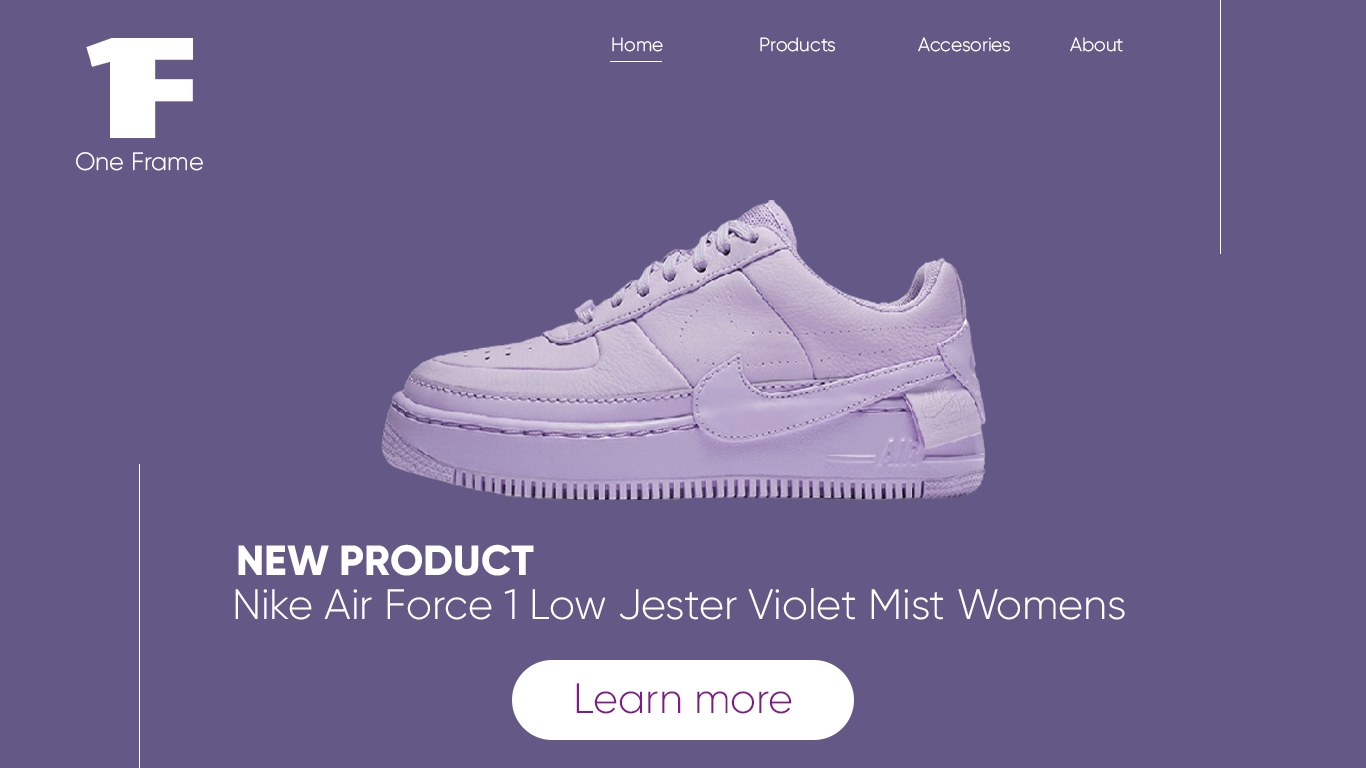 1F
One Frame
Home
Products
Accesories
About
AIR
NEW PRODUCT
Nike Air Force 1 Low Jester Violet Mist Womens
Learn more